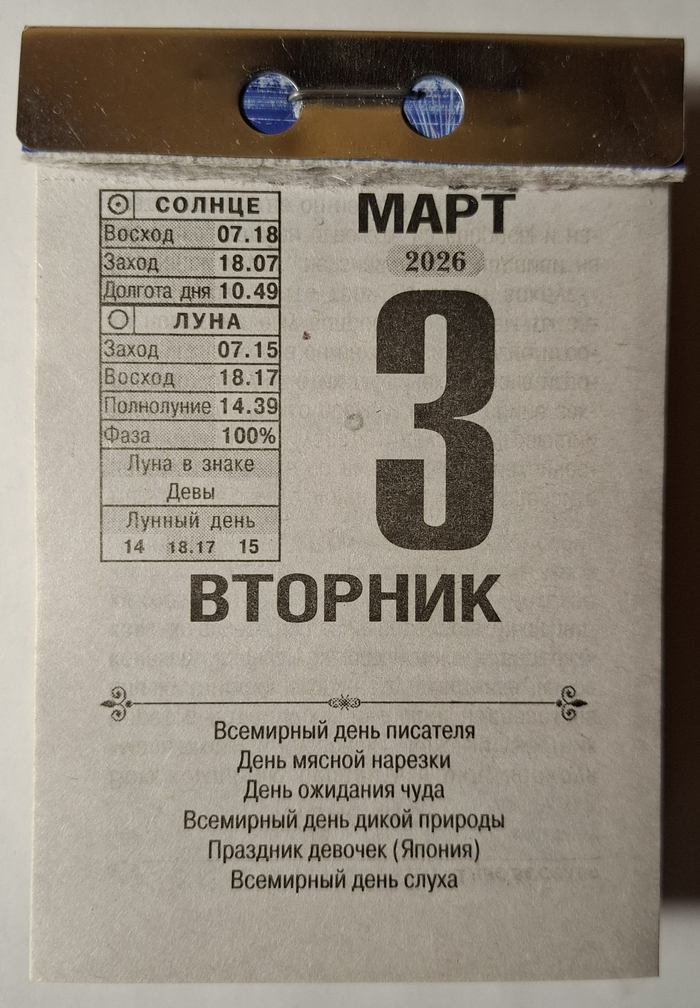 СОЛНЦЕ
Восход 07.18
Заход 18.07
Долгота дня 10.49
ЛУНА
Заход 07.15
Восход 18.17
Полнолуние 14.39
Фаза 100%
Луна в знаке
Девы
Лунный день
14 18.17 15
МАРТ
2026
3
ВТОРНИК
Всемирный день писателя
День мясной нарезки
День ожидания чуда
Всемирный день дикой природы
Праздник девочек (Япония)
Всемирный день слуха